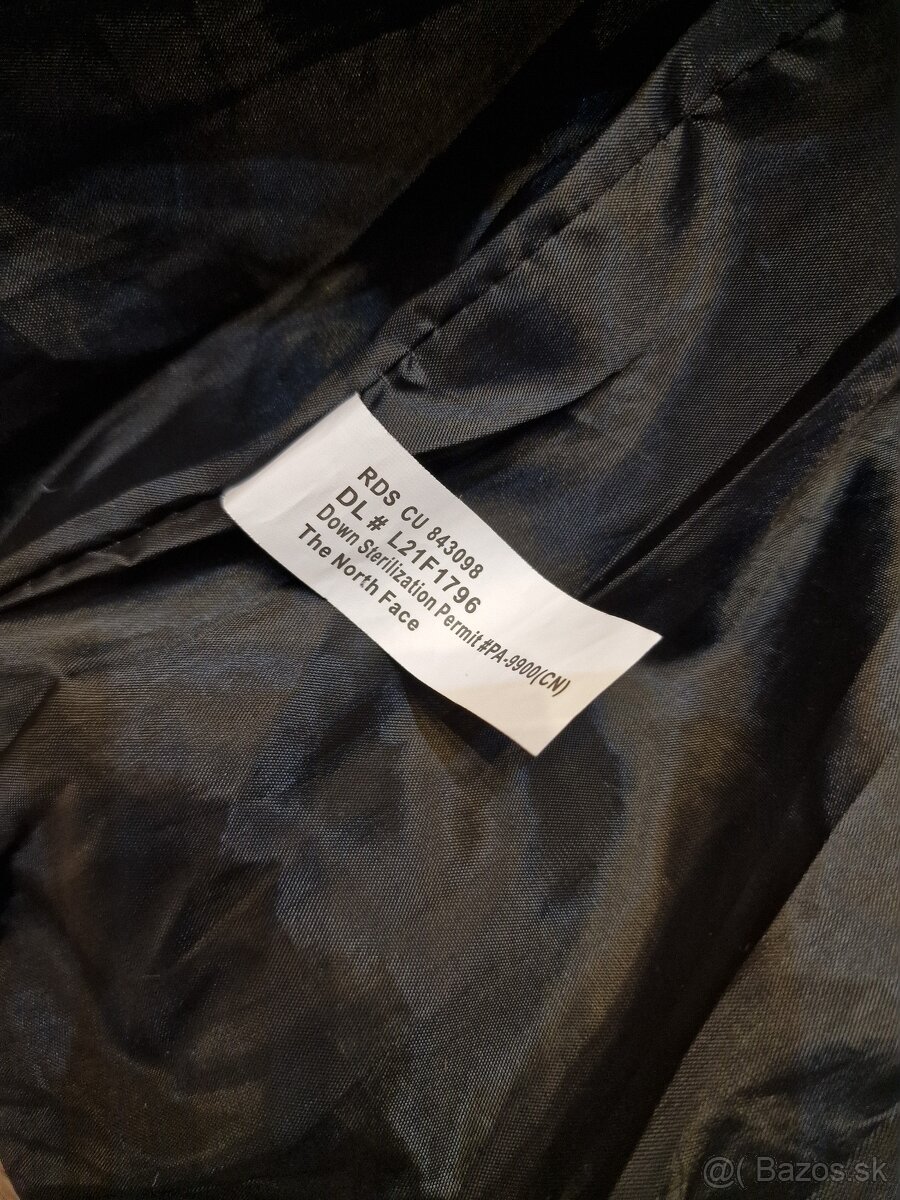 RDS CU 843098
DL# L21F1796
Down Sterilization Permit#PA-9900(CN)
The North Face
@( Bazos.sk